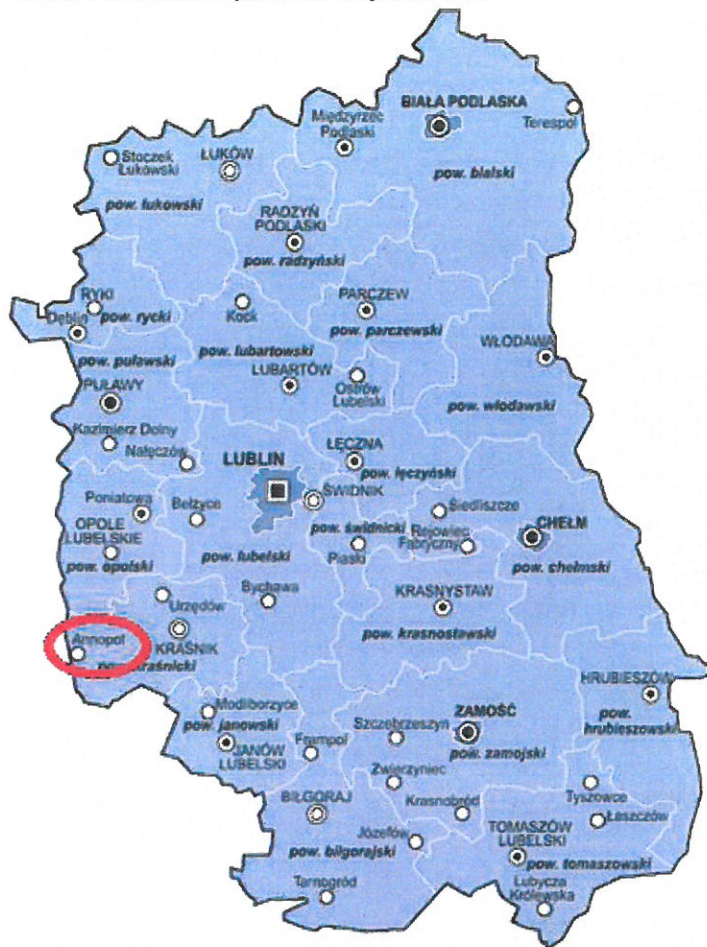 BIAŁA PODLASKA
Międzyrzec
Podlaski
Terespol
Stoczek
Łukowski
ŁUKÓW
pow. bialski
pow. łukowski
RADZYŃ
PODLASKI
pow. radzyński
RYKI
pow. rycki
Kock
PARCZEW
Dęblin
pow. parczewski
WŁODAWA
pow. puławski
pow. lubartowski
LUBARTÓW
Ostrów
Lubelski
PUŁAWY
pow. włodawski
Kazimierz Dolny
Nałęczów
LUBLIN
ŁĘCZNA
pow. łęczyński
ŚWIDNIK
Poniatowa
Bełżyce
Siedliszcze
OPOLE
LUBELSKIE
pow. świdnicki
Rejowiec
Fabryczny
CHEŁM
pow. opolski
pow. lubelski
Piaski
pow. chełmski
Bychawa
KRASNYSTAW
Urzędów
Annopol
KRAŚNIK
pow. krasnostawski
pow. kraśnicki
HRUBIESZÓW
Modliborzyce
pow. janowski
Szczebrzeszyn
ZAMOŚĆ
pow.
hrubieszowski
JANÓW
LUBELSKI
Frampol
pow. zamojski
Zwierzyniec
Tyszowce
BIŁGORAJ
Krasnobród
Łaszczów
Józefów
TOMASZÓW
LUBELSKI
pow. biłgorajski
pow. tomaszowski
Tarnogród
Lubycza
Królewska